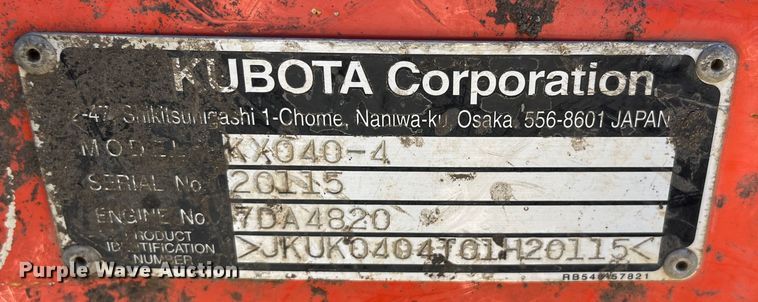 KUBOTA Corporation
2-47, Shikitsuhigashi 1-Chome, Naniwa-ku, Osaka, 556-8601 JAPAN
MODEL KX040-4
SERIAL No. 20115
ENGINE No. 7DA4820
PRODUCT
IDENTIFICATION
NUMBER >JKUK0404T01H20115<
Purple Wave Auction